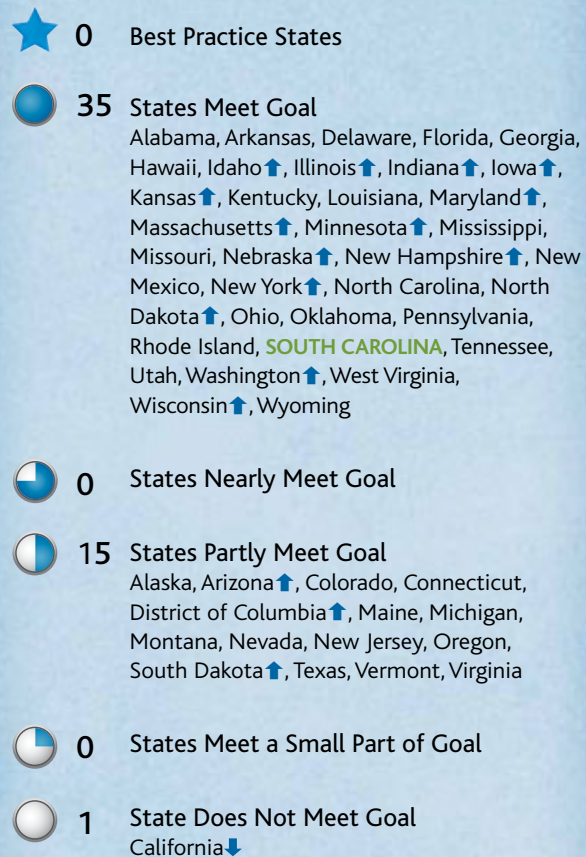 0 Best Practice States
35 States Meet Goal
Alabama, Arkansas, Delaware, Florida, Georgia,
Hawaii, Idaho⬆, Illinois⬆, Indiana⬆, Iowa⬆,
Kansas⬆, Kentucky, Louisiana, Maryland⬆,
Massachusetts⬆, Minnesota⬆, Mississippi,
Missouri, Nebraska⬆, New Hampshire⬆, New
Mexico, New York⬆, North Carolina, North
Dakota⬆, Ohio, Oklahoma, Pennsylvania,
Rhode Island, SOUTH CAROLINA, Tennessee,
Utah, Washington⬆, West Virginia,
Wisconsin⬆, Wyoming
0 States Nearly Meet Goal
15 States Partly Meet Goal
Alaska, Arizona⬆, Colorado, Connecticut,
District of Columbia⬆, Maine, Michigan,
Montana, Nevada, New Jersey, Oregon,
South Dakota⬆, Texas, Vermont, Virginia
0 States Meet a Small Part of Goal
1 State Does Not Meet Goal
California⬇